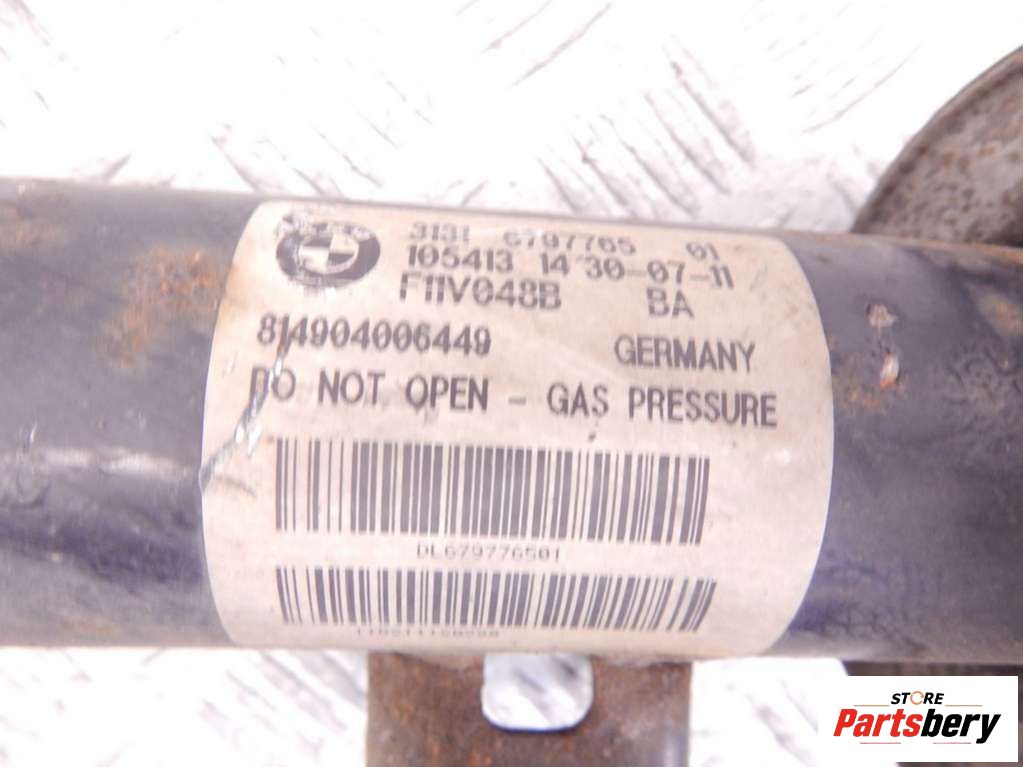 3131 6797765 01
105413 14 30-07-11
F11V048B BA
814904006449 GERMANY
DO NOT OPEN - GAS PRESSURE
DL679776501
STORE
Partsbery